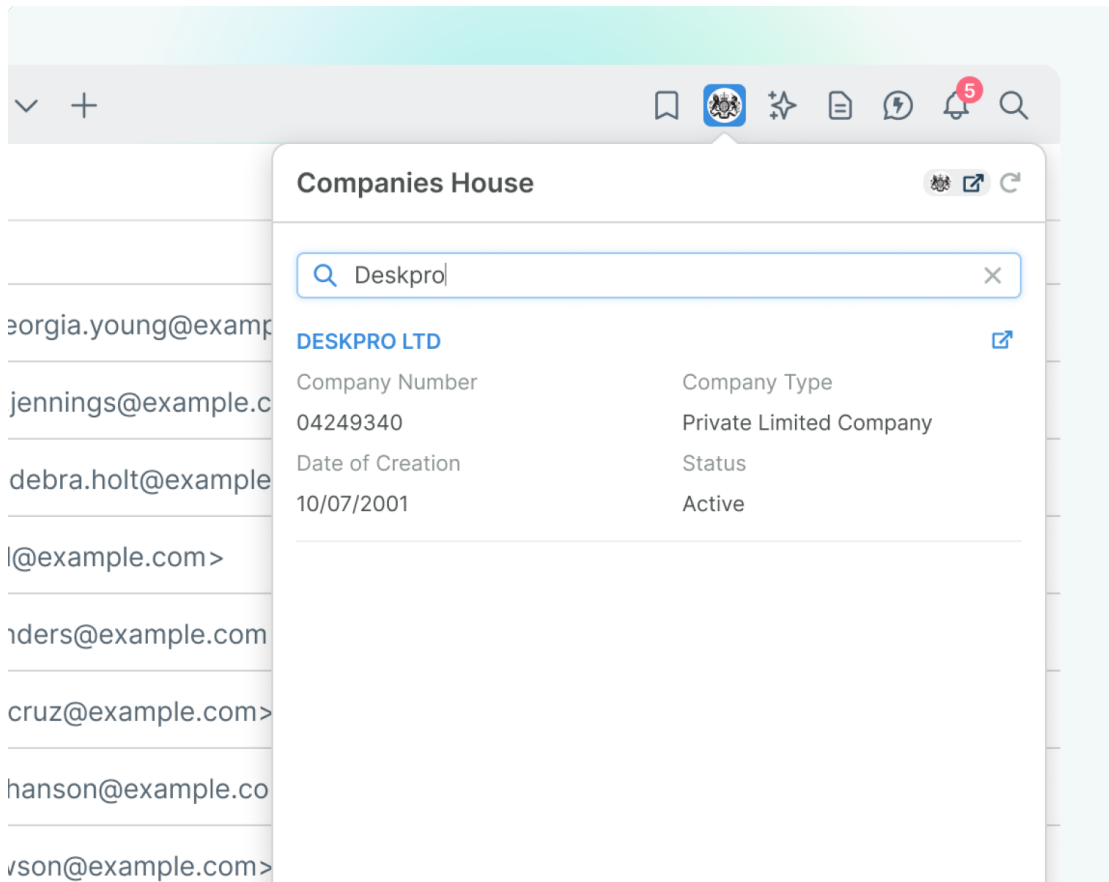 5
Companies House
Deskpro
DESKPRO LTD
Company Number
Company Type
04249340
Private Limited Company
Date of Creation
Status
10/07/2001
Active
eorgia.young@examp
jennings@example.c
debra.holt@example
l@example.com>
nders@example.com
cruz@example.com>
hanson@example.co
wson@example.com>